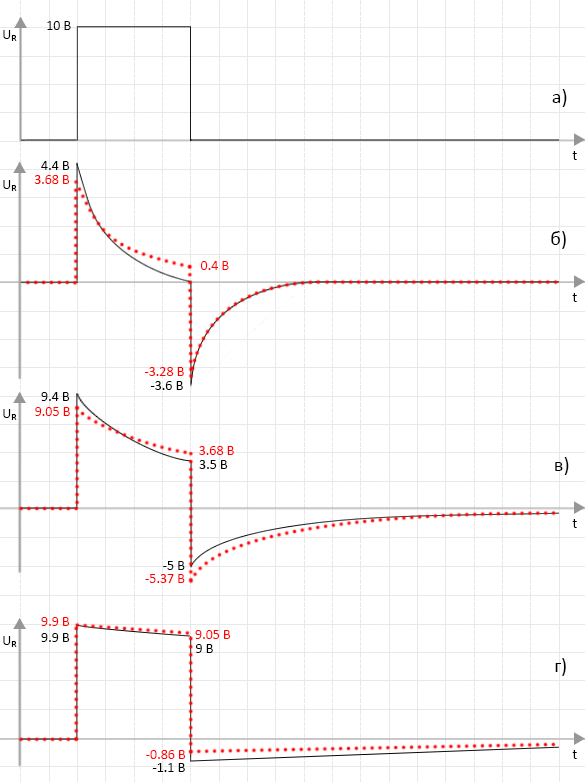 10 В
U_R
а)
t
4.4 В
3.68 В
U_R
б)
0.4 В
t
-3.28 В
-3.6 В
9.4 В
9.05 В
U_R
3.68 В
3.5 В
в)
t
-5 В
-5.37 В
9.9 В
9.9 В
U_R
9.05 В
9 В
г)
t
-0.86 В
-1.1 В